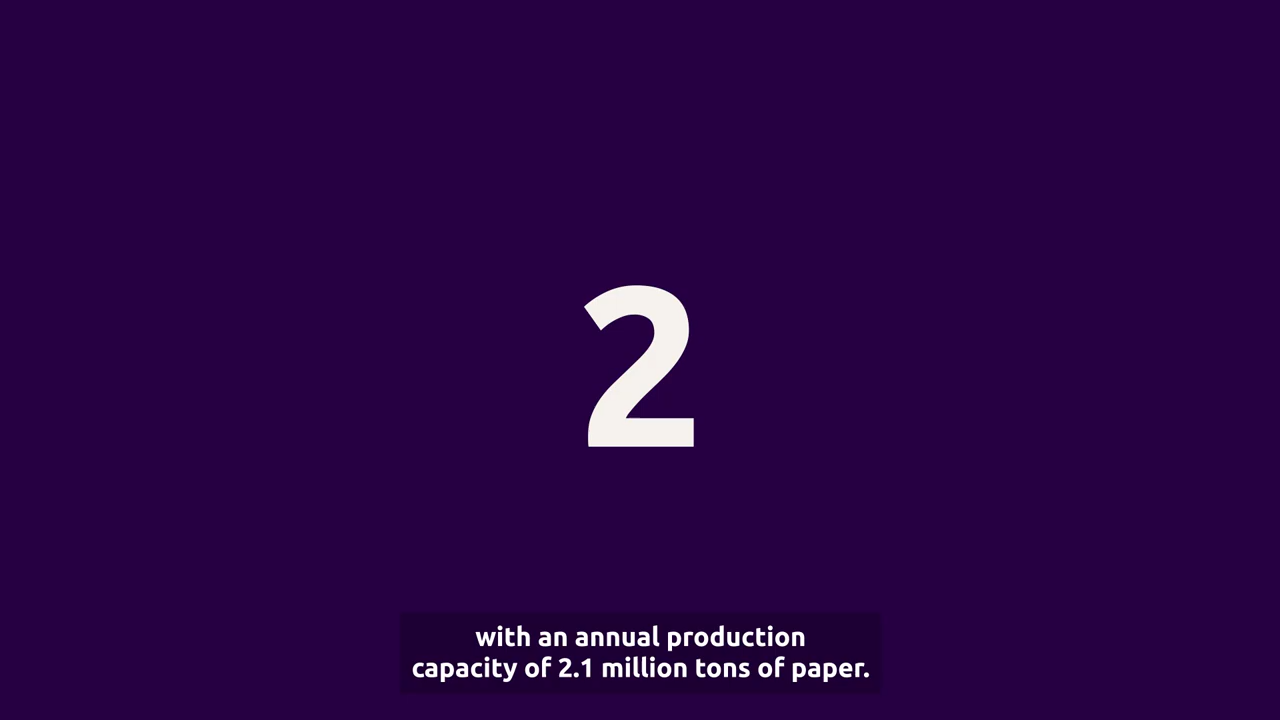 2
with an annual production
capacity of 2.1 million tons of paper.